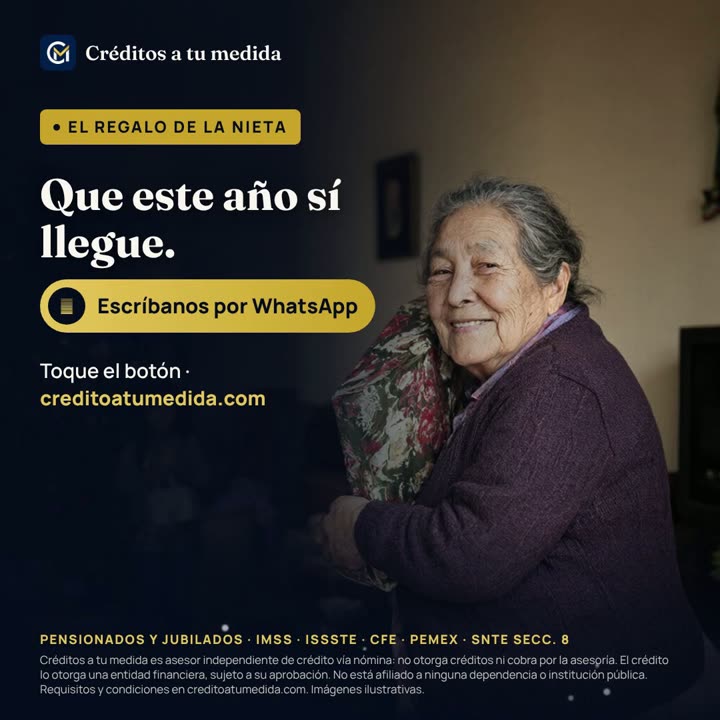 Créditos a tu medida
• EL REGALO DE LA NIETA
Que este año sí
llegue.
Escríbanos por WhatsApp
Toque el botón ·
creditoatumedida.com
PENSIONADOS Y JUBILADOS · IMSS · ISSSTE · CFE · PEMEX · SNTE SECC. 8
Créditos a tu medida es asesor independiente de crédito vía nómina: no otorga créditos ni cobra por la asesoría. El crédito
lo otorga una entidad financiera, sujeto a su aprobación. No está afiliado a ninguna dependencia o institución pública.
Requisitos y condiciones en creditoatumedida.com. Imágenes ilustrativas.